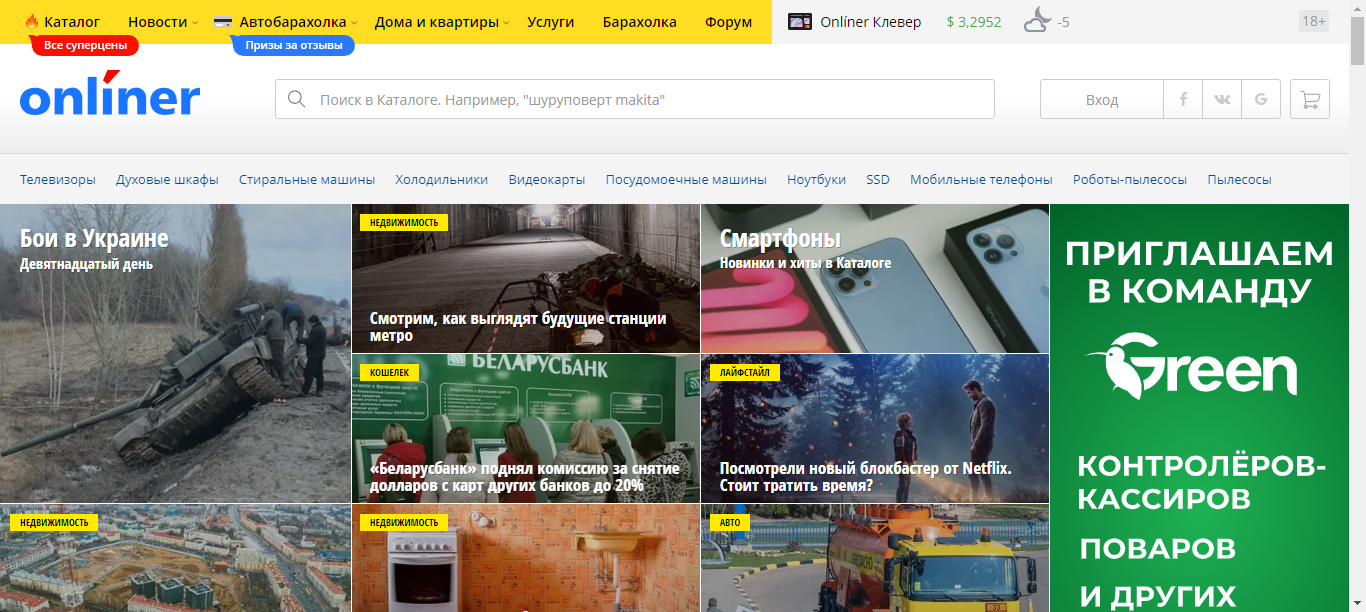 Каталог
Новости
Автобарахолка
Дома и квартиры
Услуги
Барахолка
Форум
Onlíner Клевер
$ 3,2952
-5
18+
Все суперцены
Призы за отзывы
onlíner
Поиск в Каталоге. Например, "шуруповерт makita"
Вход
Телевизоры
Духовые шкафы
Стиральные машины
Холодильники
Видеокарты
Посудомоечные машины
Ноутбуки
SSD
Мобильные телефоны
Роботы-пылесосы
Пылесосы
Бои в Украине
Девятнадцатый день
НЕДВИЖИМОСТЬ
Смотрим, как выглядят будущие станции
метро
Смартфоны
Новинки и хиты в Каталоге
КОШЕЛЕК
БЕЛАРУСБАНК
«Беларусбанк» поднял комиссию за снятие
долларов с карт других банков до 20%
ЛАЙФСТАЙЛ
Посмотрели новый блокбастер от Netflix.
Стоит тратить время?
НЕДВИЖИМОСТЬ
НЕДВИЖИМОСТЬ
АВТО
ПРИГЛАШАЕМ
В КОМАНДУ
Green
КОНТРОЛЁРОВ-
КАССИРОВ
ПОВАРОВ
И ДРУГИХ